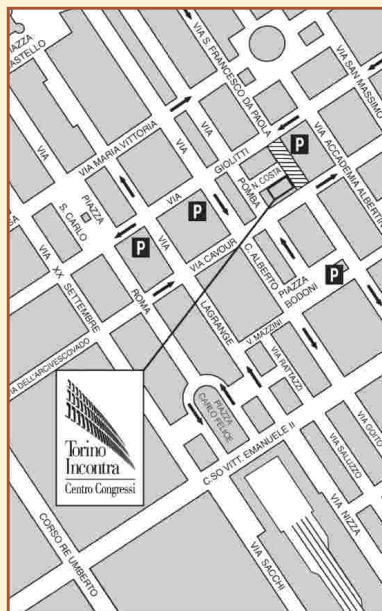 PIAZZA
CASTELLO
VIA S. FRANCESCO DA PAOLA
VIA SAN MASSIMO
VIA
VIA MARIA VITTORIA
VIA
VIA
GIOLITTI
P
VIA ACCADEMIA ALBERTINA
N. COSTA
POMBA
PIAZZA
S. CARLO
VIA
P
VIA
P
VIA CAVOUR
C. ALBERTO
PIAZZA
BODONI
P
VIA XX SETTEMBRE
ROMA
LAGRANGE
V. MAZZINI
VIA RATTAZZI
VIA DELL'ARCIVESCOVADO
PIAZZA
CARLO FELICE
Torino
Incontra
Centro Congressi
C.SO VITT. EMANUELE II
VIA SALUZZO
VIA GOITO
VIA NIZZA
CORSO RE UMBERTO
VIA SACCHI